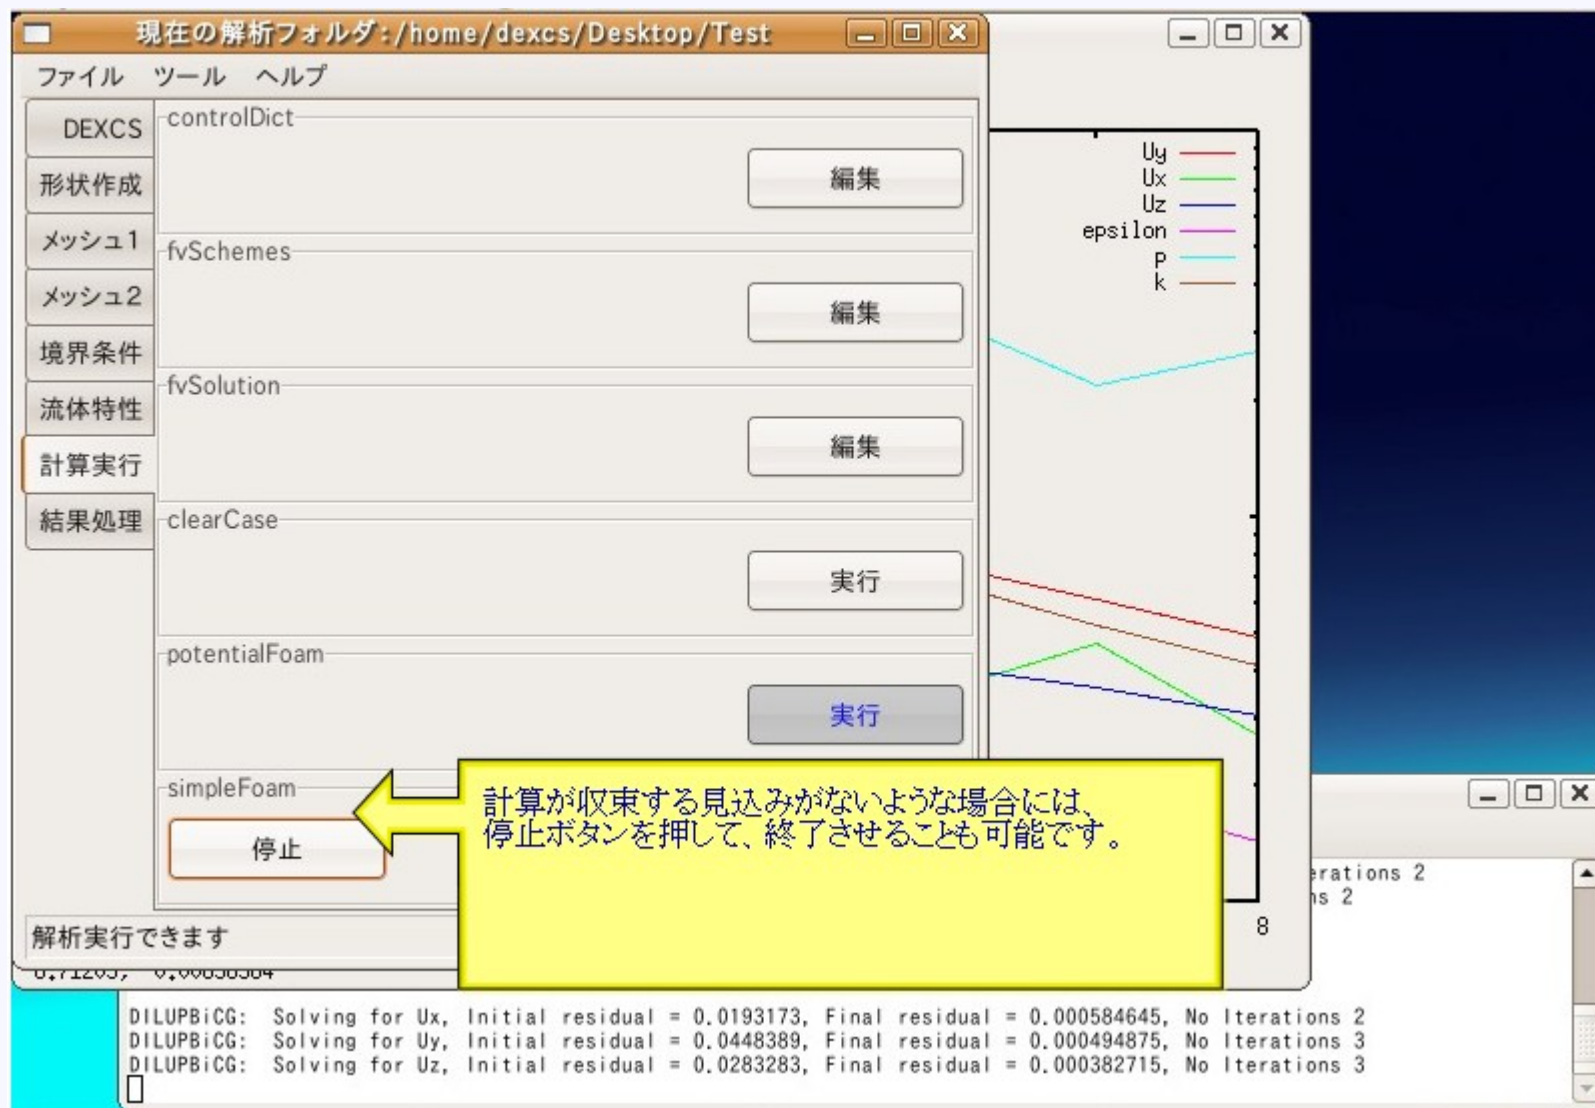 現在の解析フォルダ:/home/dexcs/Desktop/Test
ファイル ツール ヘルプ
DEXCS
形状作成
メッシュ1
メッシュ2
境界条件
流体特性
計算実行
結果処理
controlDict
編集
fvSchemes
編集
fvSolution
編集
clearCase
実行
potentialFoam
実行
simpleFoam
停止
解析実行できます
Uy
Ux
Uz
epsilon
p
k
8
計算が収束する見込みがないような場合には、
停止ボタンを押して、終了させることも可能です。
erations 2
ns 2
DILUPBiCG: Solving for Ux, Initial residual = 0.0193173, Final residual = 0.000584645, No Iterations 2
DILUPBiCG: Solving for Uy, Initial residual = 0.0448389, Final residual = 0.000494875, No Iterations 3
DILUPBiCG: Solving for Uz, Initial residual = 0.0283283, Final residual = 0.000382715, No Iterations 3